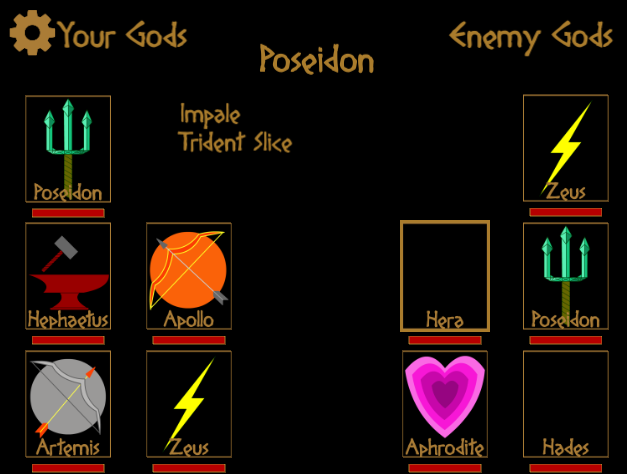 Your Gods
Enemy Gods
Poseidon
Impale
Trident Slice
Poseidon
Zeus
Hephaetus
Apollo
Hera
Poseidon
Artemis
Zeus
Aphrodite
Hades